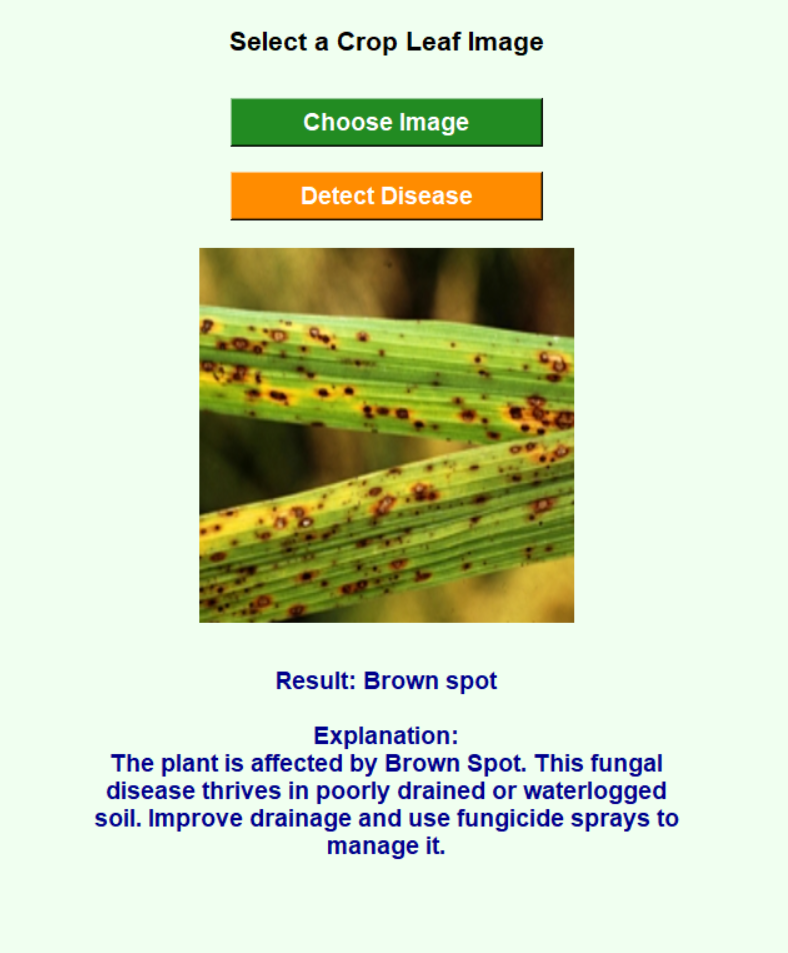 Select a Crop Leaf Image
Choose Image
Detect Disease
Result: Brown spot
Explanation:
The plant is affected by Brown Spot. This fungal
disease thrives in poorly drained or waterlogged
soil. Improve drainage and use fungicide sprays to
manage it.